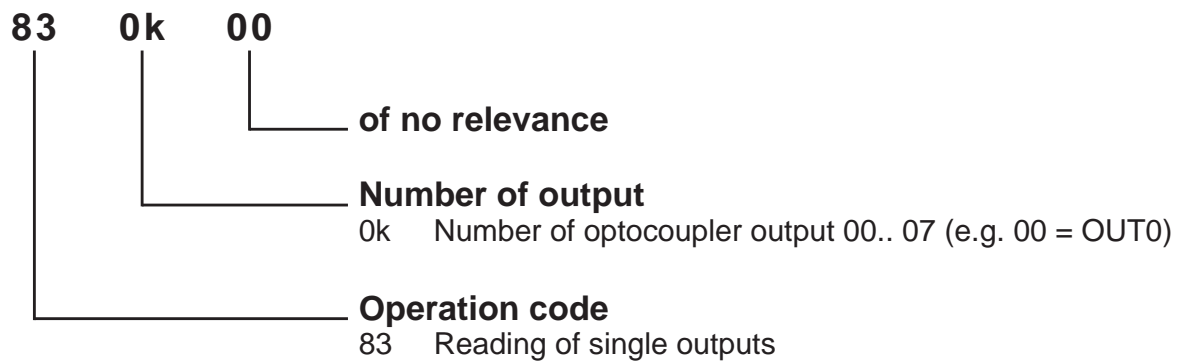 83 0k 00
of no relevance
Number of output
0k Number of optocoupler output 00.. 07 (e.g. 00 = OUT0)
Operation code
83 Reading of single outputs